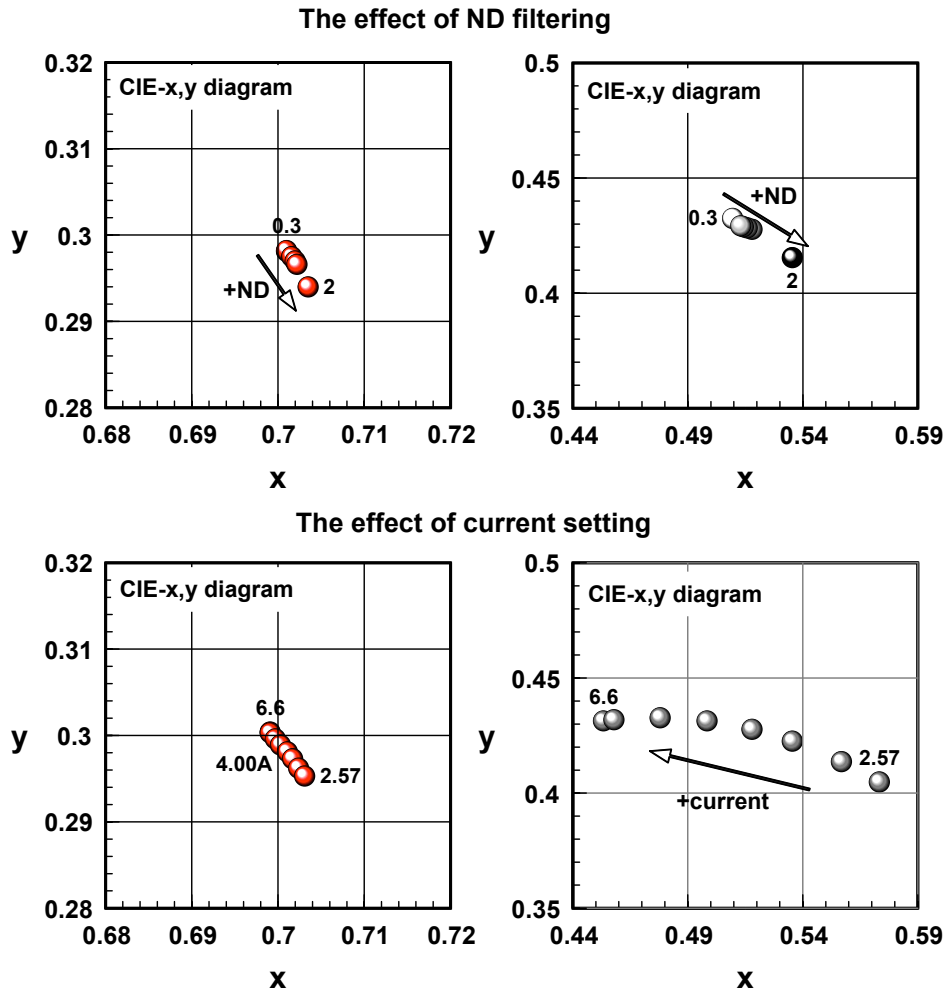 The effect of ND filtering
0.32
CIE-x,y diagram
0.31
0.3
0.3
y
+ND
2
0.29
0.28
0.68 0.69 0.7 0.71 0.72
x
0.5
CIE-x,y diagram
0.45
+ND
0.3
y
2
0.4
0.35
0.44 0.49 0.54 0.59
x
The effect of current setting
0.32
CIE-x,y diagram
0.31
6.6
0.3
y
4.00A
2.57
0.29
0.28
0.68 0.69 0.7 0.71 0.72
x
0.5
CIE-x,y diagram
0.45
6.6
y
2.57
+current
0.4
0.35
0.44 0.49 0.54 0.59
x